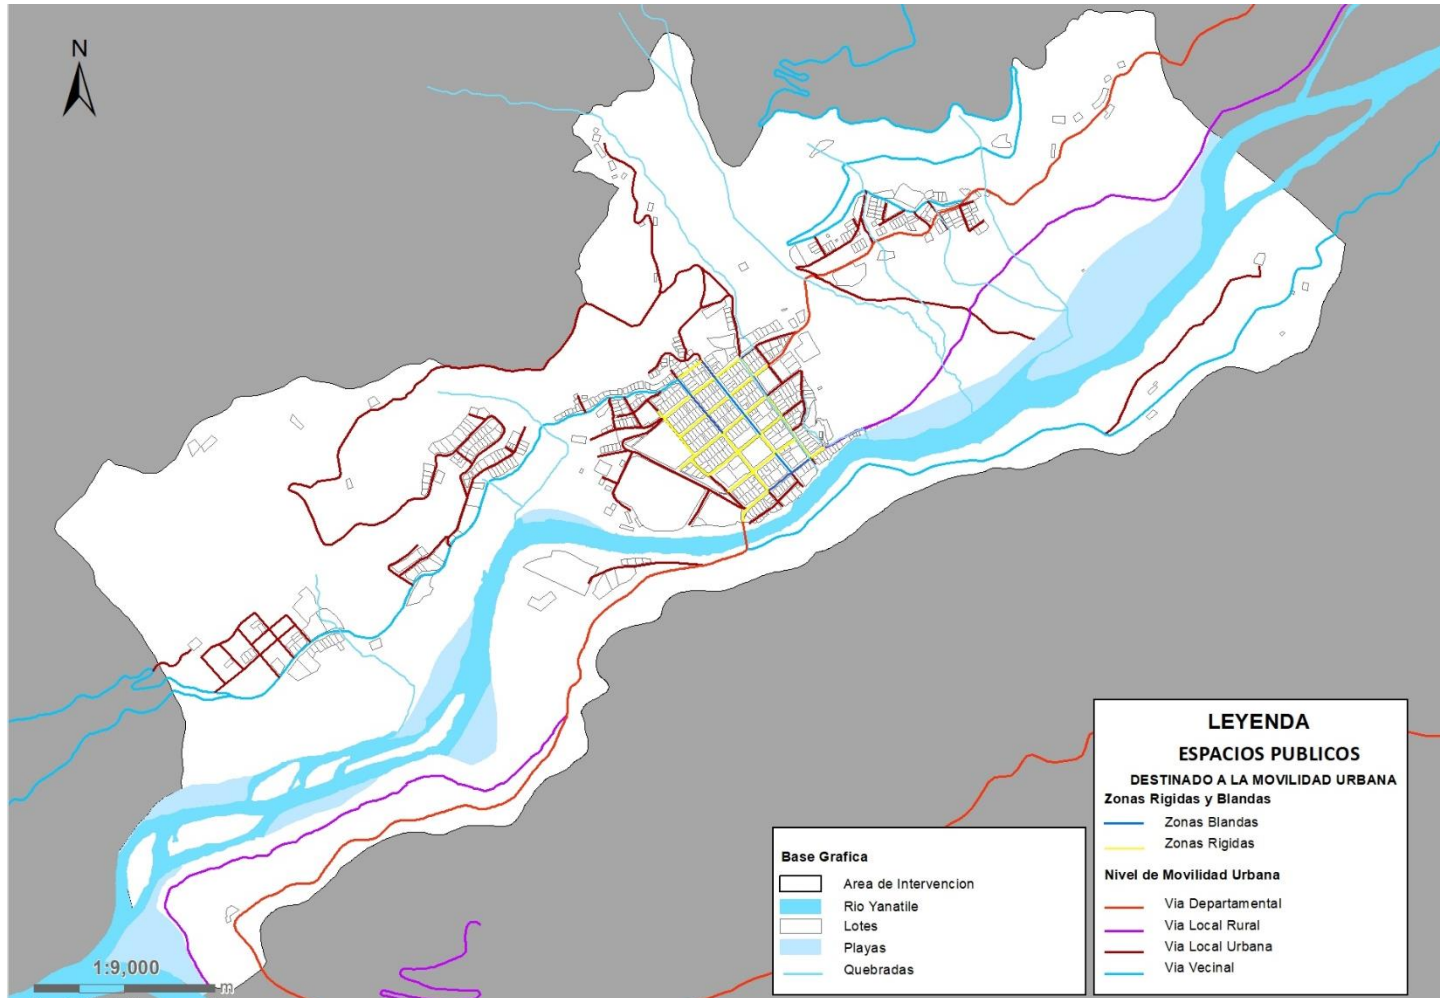 N
LEYENDA
ESPACIOS PUBLICOS
DESTINADO A LA MOVILIDAD URBANA
Zonas Rigidas y Blandas
Zonas Blandas
Zonas Rigidas
Nivel de Movilidad Urbana
Via Departamental
Via Local Rural
Via Local Urbana
Via Vecinal
Base Grafica
Area de Intervencion
Rio Yanatile
Lotes
Playas
Quebradas
1:9,000
m